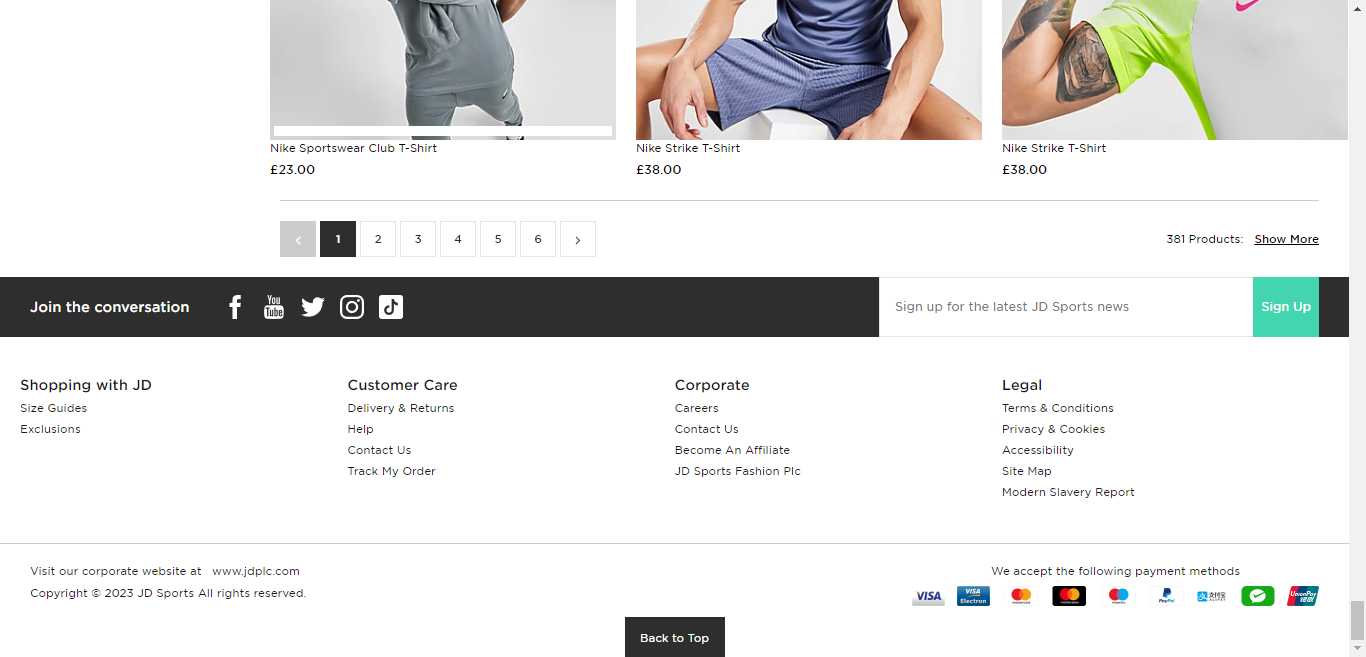 Nike Sportswear Club T-Shirt
£23.00
Nike Strike T-Shirt
£38.00
Nike Strike T-Shirt
£38.00
< 1 2 3 4 5 6 >
381 Products: Show More
Join the conversation
You
Tube
Sign up for the latest JD Sports news
Sign Up
Shopping with JD
Size Guides
Exclusions
Customer Care
Delivery & Returns
Help
Contact Us
Track My Order
Corporate
Careers
Contact Us
Become An Affiliate
JD Sports Fashion Plc
Legal
Terms & Conditions
Privacy & Cookies
Accessibility
Site Map
Modern Slavery Report
Visit our corporate website at www.jdplc.com
Copyright © 2023 JD Sports All rights reserved.
We accept the following payment methods
VISA
VISA
Electron
PayPal
支付宝
UnionPay
银联
Back to Top